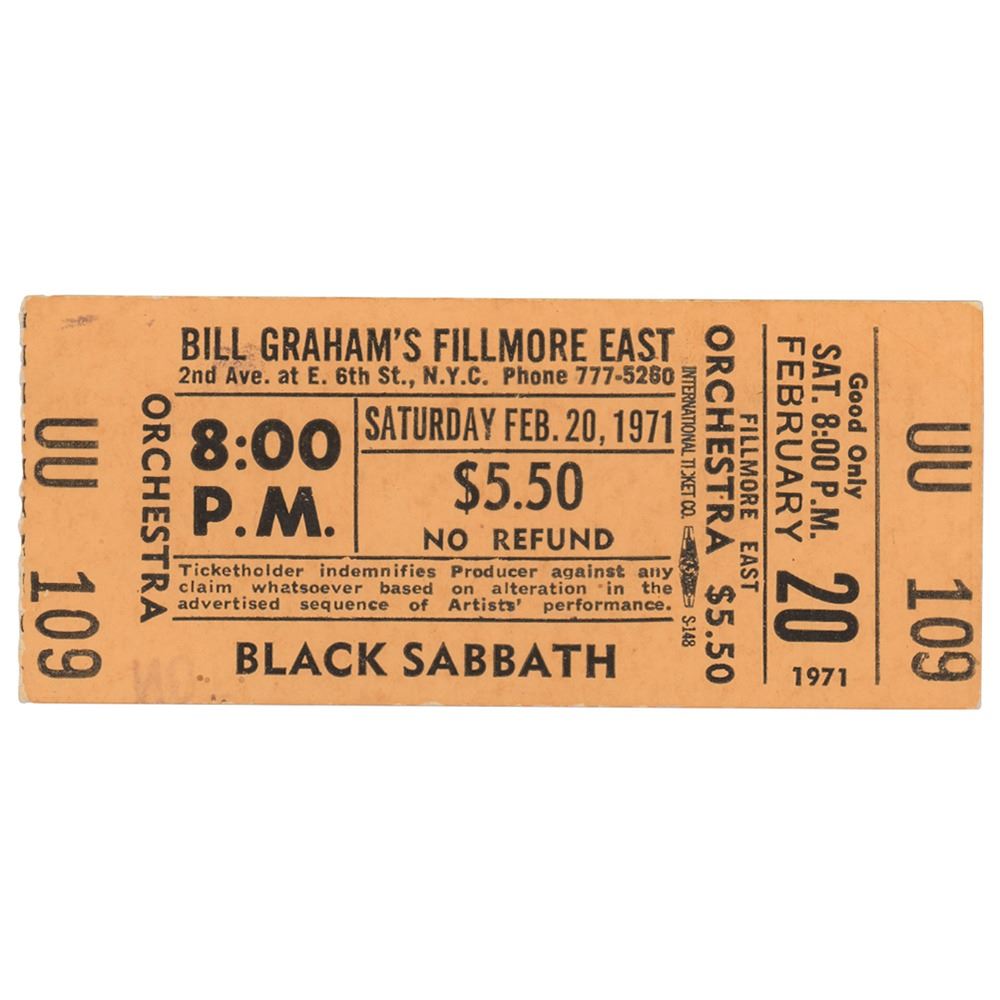 UU 109
ORCHESTRA
BILL GRAHAM'S FILLMORE EAST
2nd Ave. at E. 6th St., N.Y.C. Phone 777-5260
8:00
P.M.
SATURDAY FEB. 20, 1971
$5.50
NO REFUND
Ticketholder indemnifies Producer against any
claim whatsoever based on alteration in the
advertised sequence of Artists' performance.
BLACK SABBATH
INTERNATIONAL TICKET CO. S-148
ORCHESTRA $5.50
FILLMORE EAST
Good Only
SAT. 8:00 P.M.
FEBRUARY
20
1971
UU 109